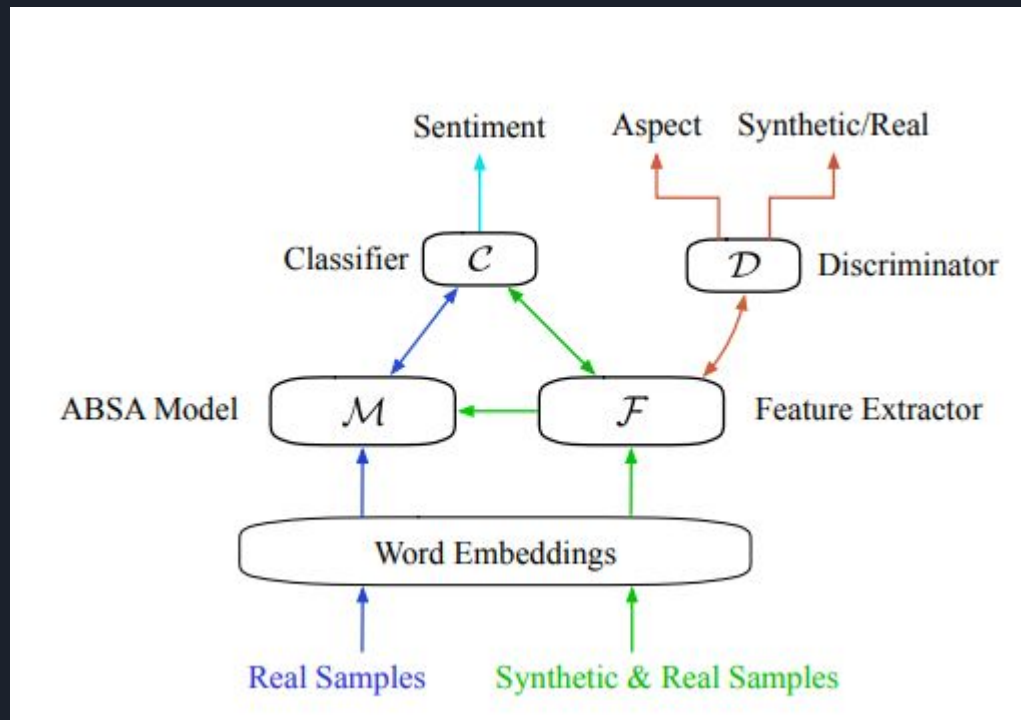 Sentiment
Aspect
Synthetic/Real
Classifier
𝒞
𝒟
Discriminator
ABSA Model
ℳ
ℱ
Feature Extractor
Word Embeddings
Real Samples
Synthetic & Real Samples